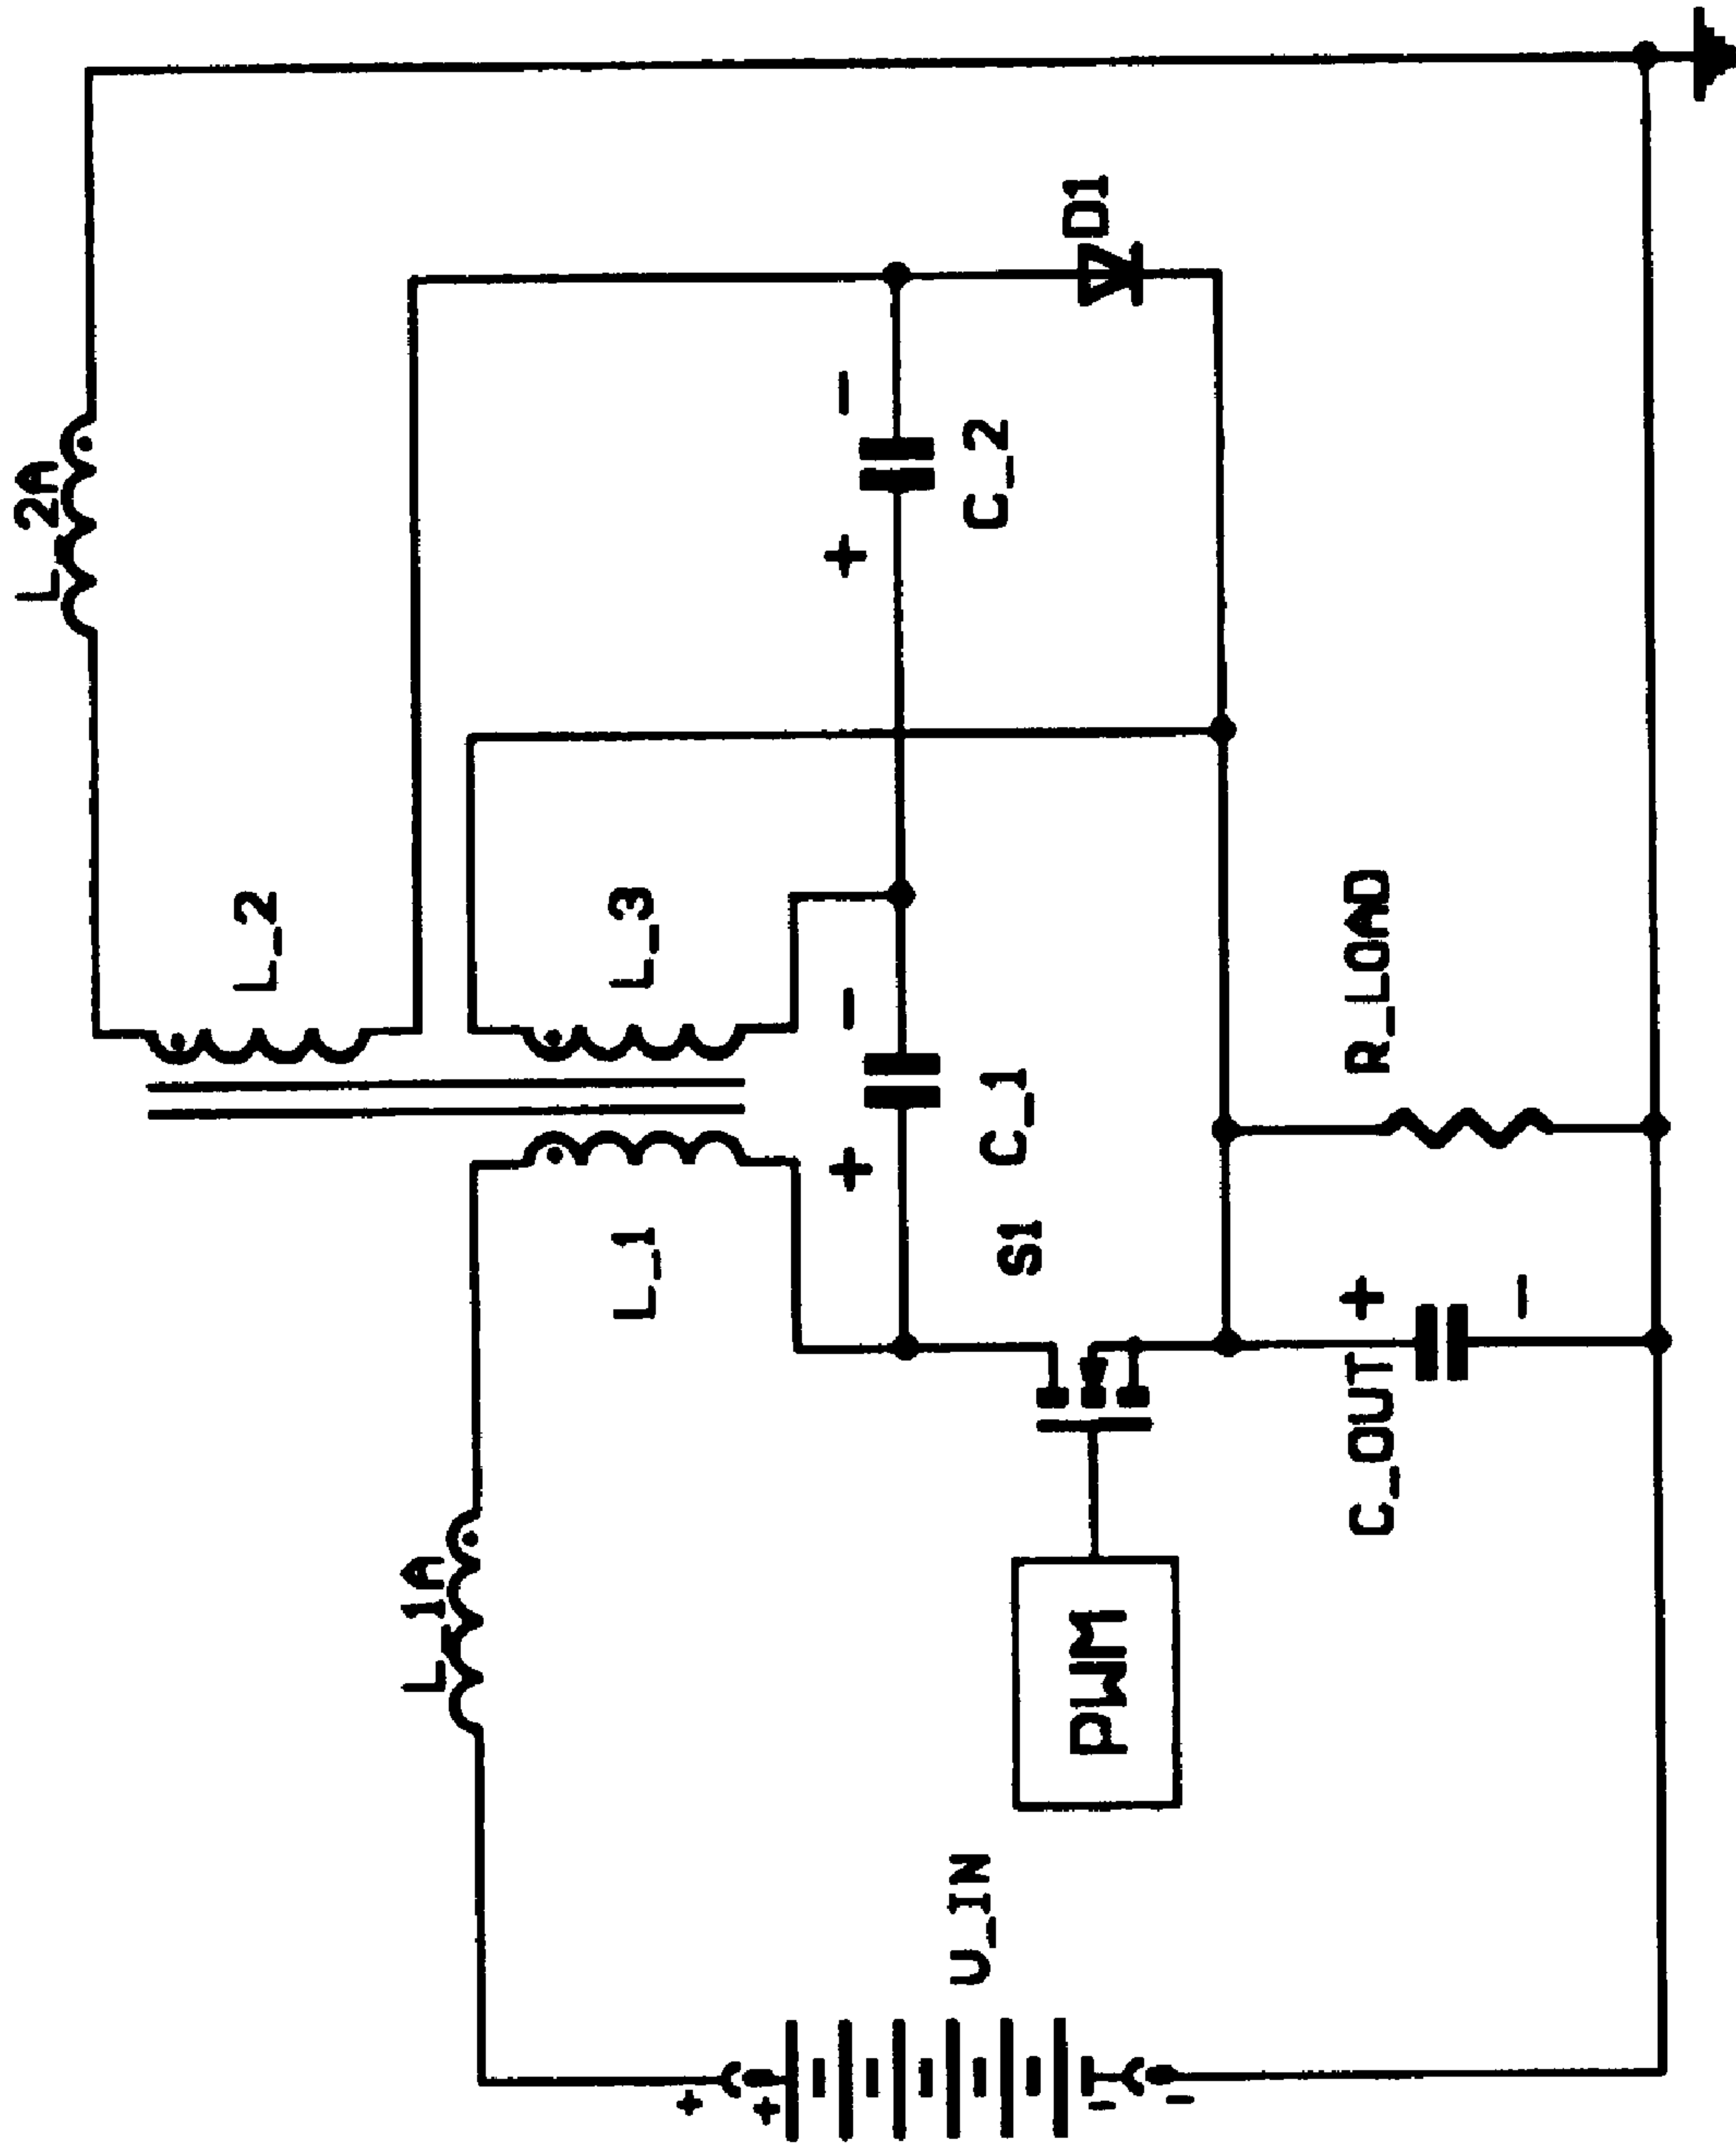 L_2A
L_2
L_1A
L_1
L_3
+
-
+
-
C_1
C_2
D1
S1
PWM
U_IN
+
+
-
-
C_OUT
+
-
R_LOAD